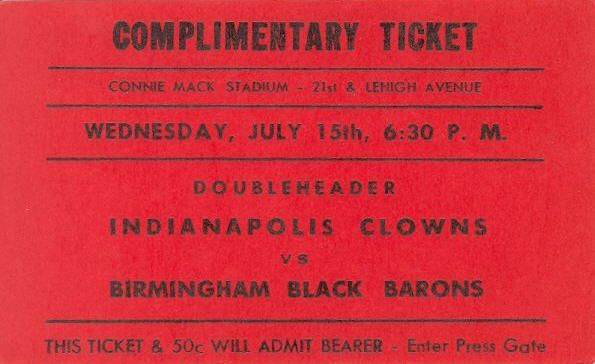 COMPLIMENTARY TICKET
CONNIE MACK STADIUM - 21st & LEHIGH AVENUE
WEDNESDAY, JULY 15th, 6:30 P. M.
DOUBLEHEADER
INDIANAPOLIS CLOWNS
VS
BIRMINGHAM BLACK BARONS
THIS TICKET & 50c WILL ADMIT BEARER - Enter Press Gate